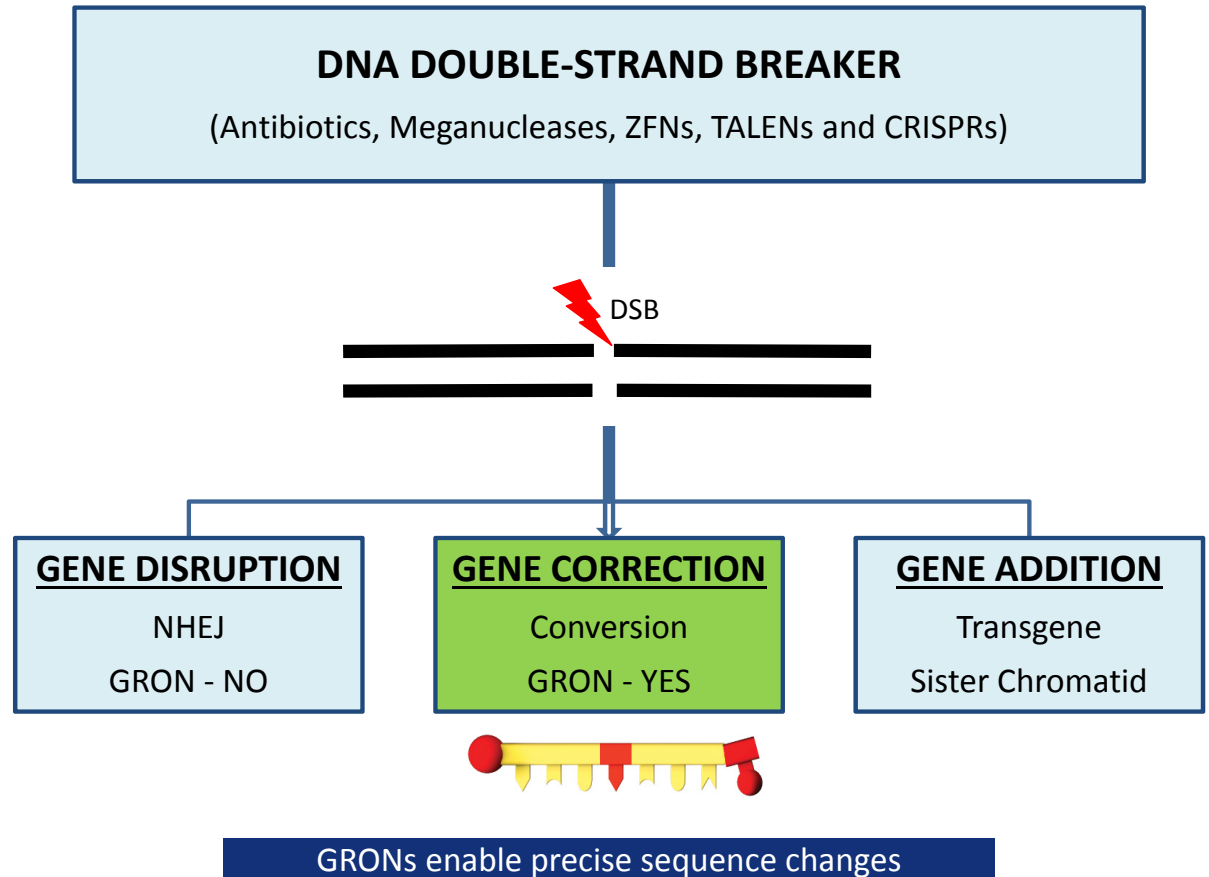 DNA DOUBLE-STRAND BREAKER
(Antibiotics, Meganucleases, ZFNs, TALENs and CRISPRs)
DSB
GENE DISRUPTION
NHEJ
GRON - NO
GENE CORRECTION
Conversion
GRON - YES
GENE ADDITION
Transgene
Sister Chromatid
GRONs enable precise sequence changes